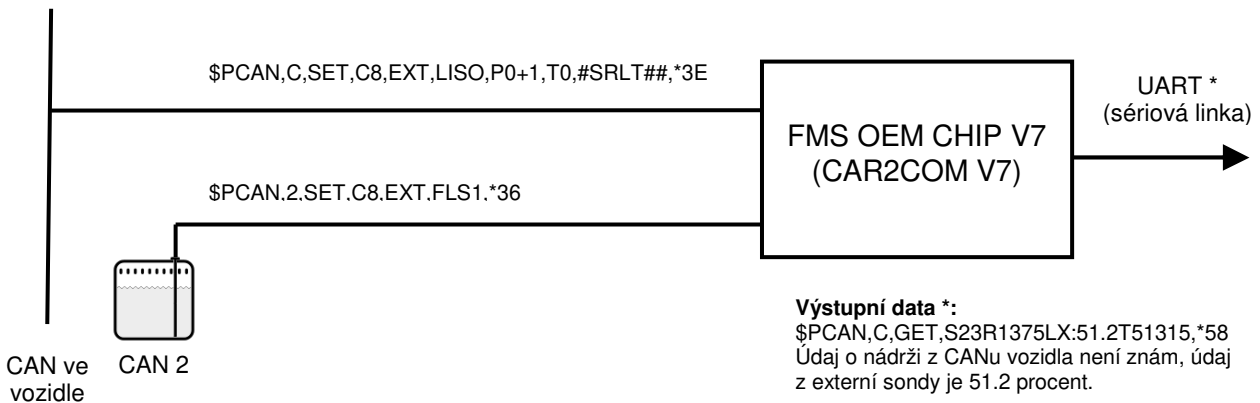 $PCAN,C,SET,C8,EXT,LISO,P0+1,T0,#SRLT##,*3E
UART *
(sériová linka)
FMS OEM CHIP V7
(CAR2COM V7)
$PCAN,2,SET,C8,EXT,FLS1,*36
Výstupní data *:
$PCAN,C,GET,S23R1375LX:51.2T51315,*58
Údaj o nádrži z CANu vozidla není znám, údaj
z externí sondy je 51.2 procent.
CAN ve
vozidle
CAN 2